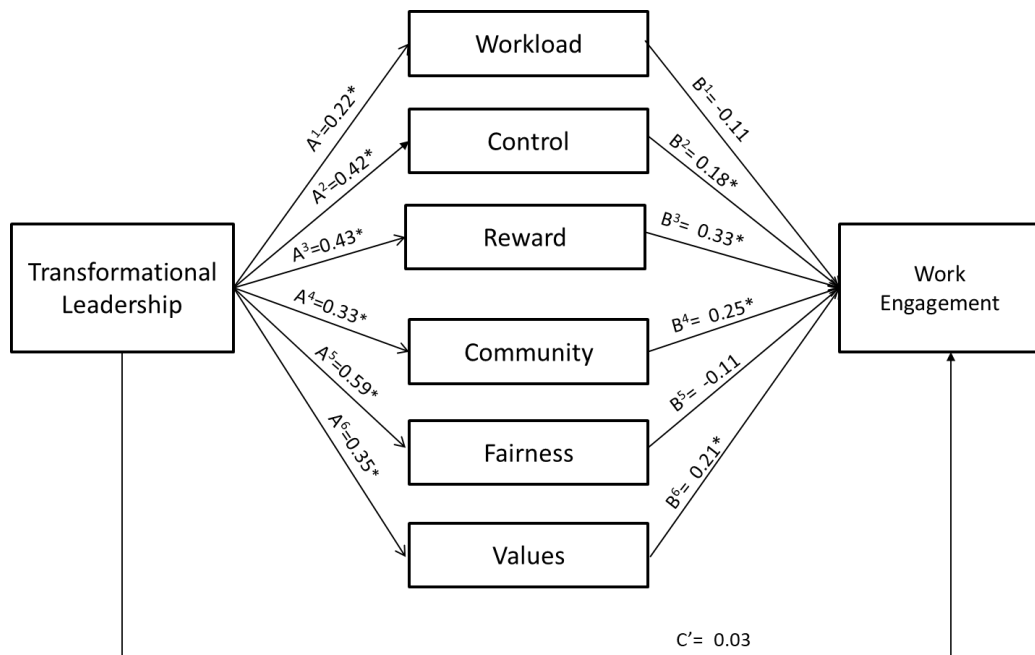 Workload
A¹=0.22*
B¹= -0.11
Control
A²=0.42*
B²= 0.18*
Reward
A³=0.43*
B³= 0.33*
Transformational
Leadership
Work
Engagement
A⁴=0.33*
Community
B⁴= 0.25*
A⁵=0.59*
Fairness
B⁵= -0.11
A⁶=0.35*
Values
B⁶= 0.21*
C’= 0.03